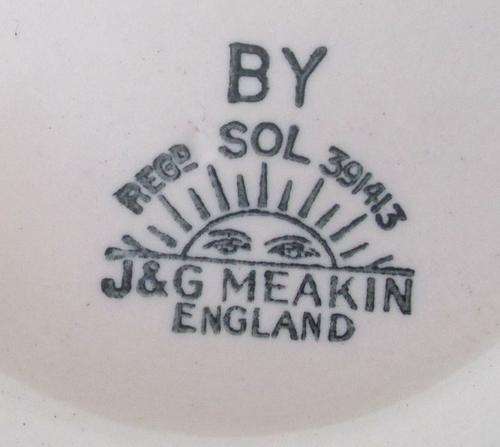 BY
SOL
REGD 391413
J&G MEAKIN
ENGLAND